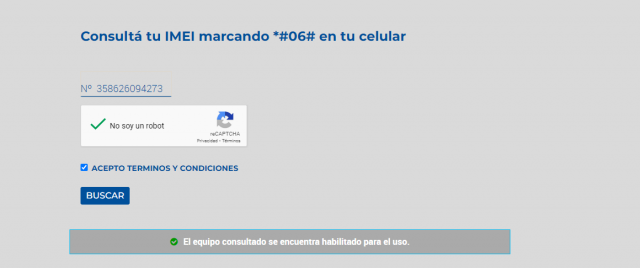 Consultá tu IMEI marcando *#06# en tu celular
Nº 358626094273
No soy un robot
reCAPTCHA
Privacidad - Términos
ACEPTO TERMINOS Y CONDICIONES
BUSCAR
El equipo consultado se encuentra habilitado para el uso.